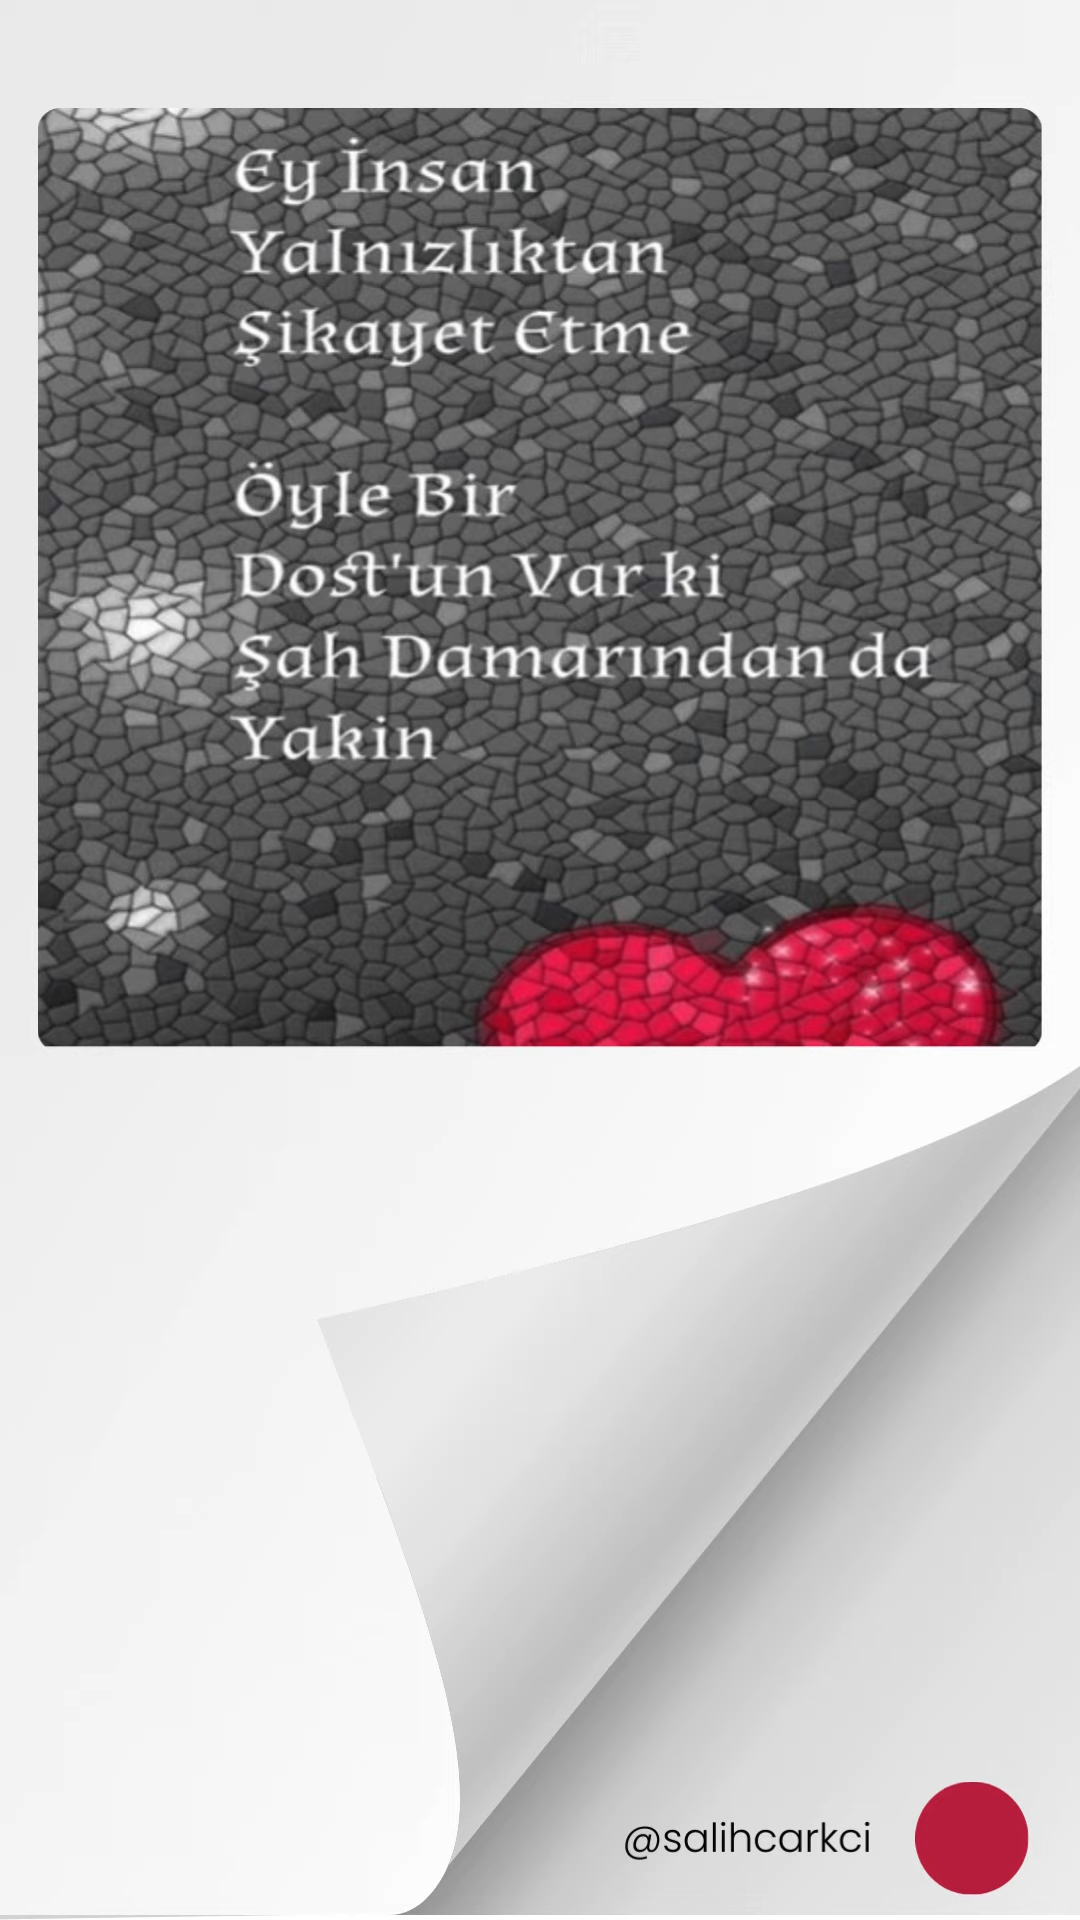 Ey İnsan
Yalnızlıktan
Şikayet Etme
Öyle Bir
Dost'un Var ki
Şah Damarından da
Yakin
@salihcarkci